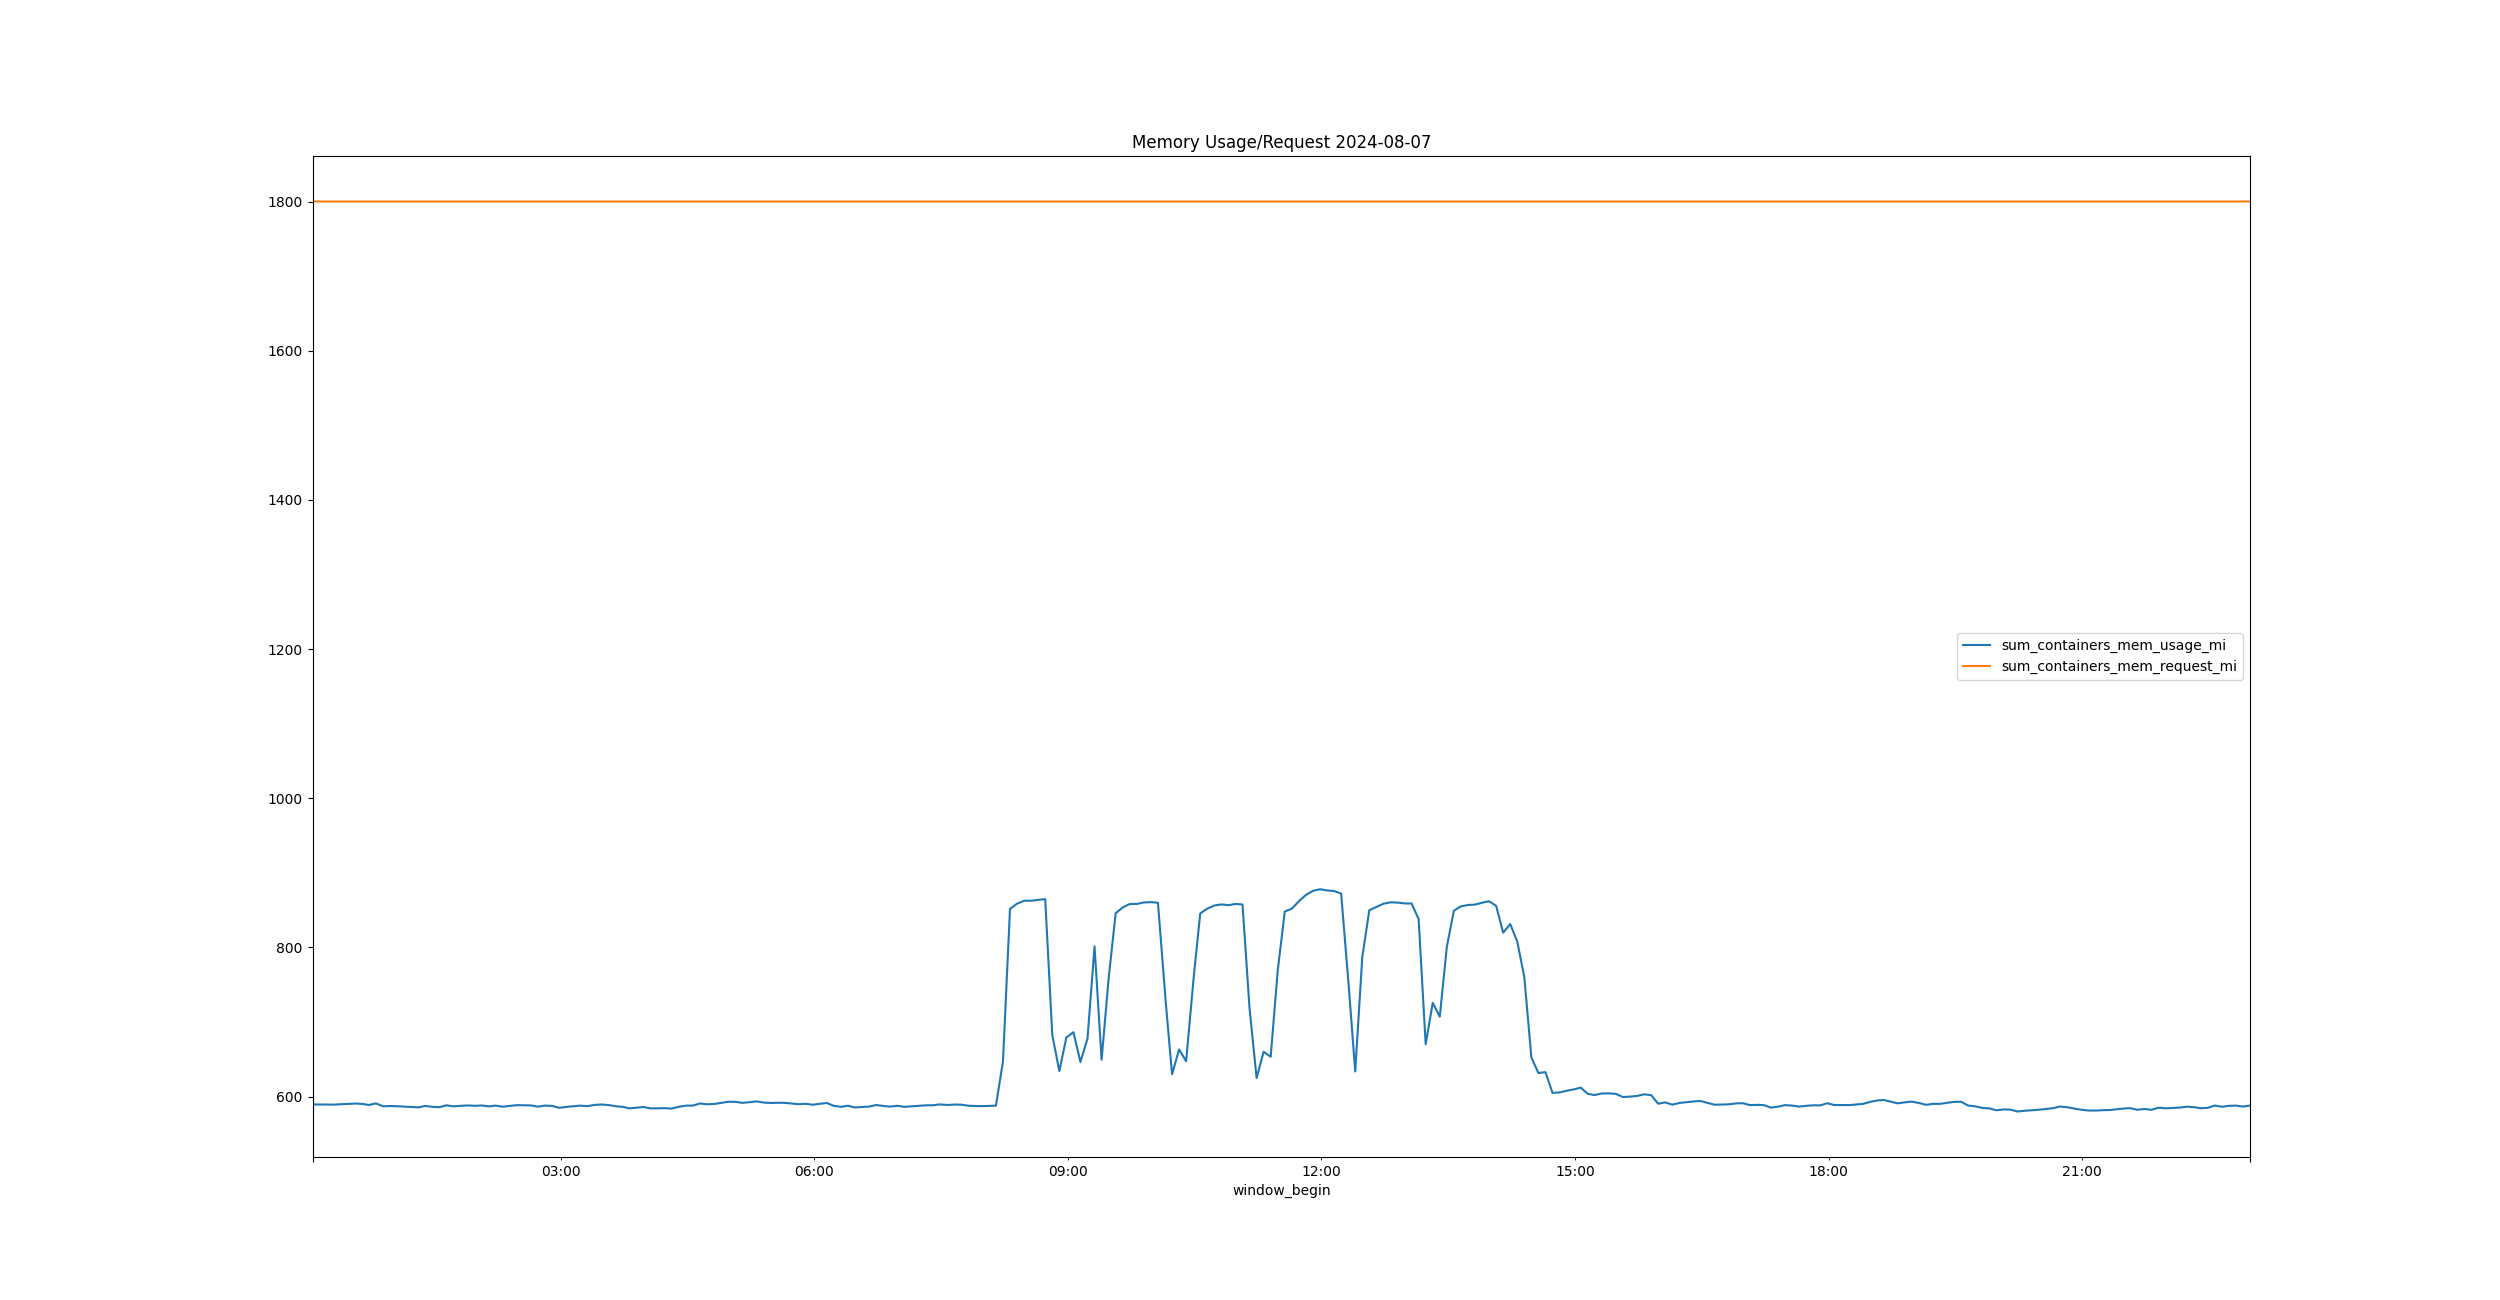 Memory Usage/Request 2024-08-07
1800
1600
1400
1200
1000
800
600
sum_containers_mem_usage_mi
sum_containers_mem_request_mi
03:00 06:00 09:00 12:00 15:00 18:00 21:00
window_begin